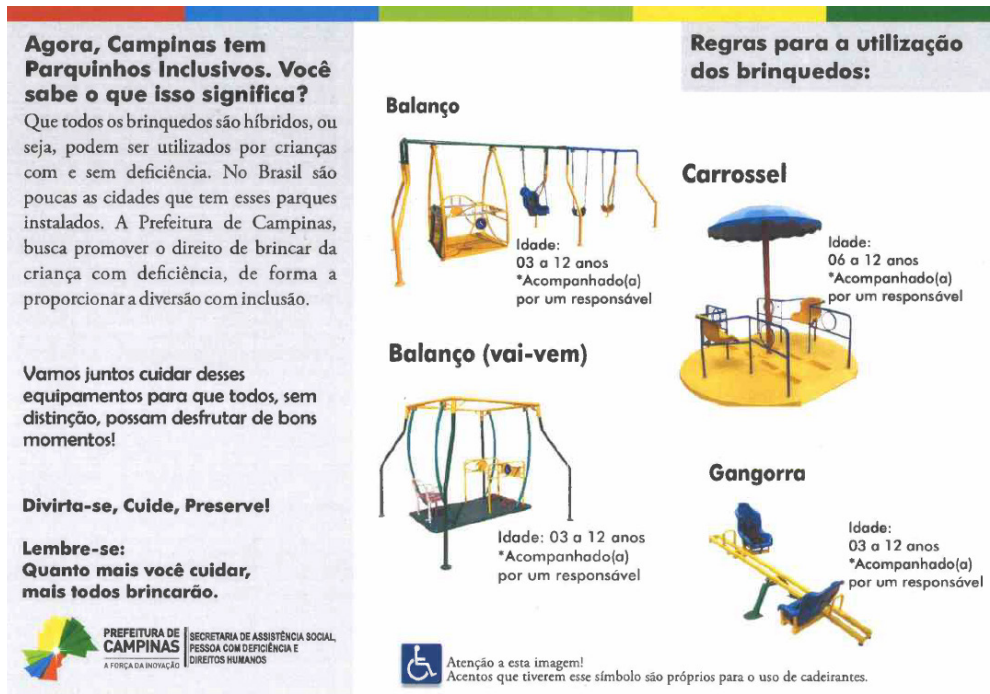 Agora, Campinas tem
Parquinhos Inclusivos. Você
sabe o que isso significa?
Que todos os brinquedos são híbridos, ou
seja, podem ser utilizados por crianças
com e sem deficiência. No Brasil são
poucas as cidades que tem esses parques
instalados. A Prefeitura de Campinas,
busca promover o direito de brincar da
criança com deficiência, de forma a
proporcionar a diversão com inclusão.
Vamos juntos cuidar desses
equipamentos para que todos, sem
distinção, possam desfrutar de bons
momentos!
Divirta-se, Cuide, Preserve!
Lembre-se:
Quanto mais você cuidar,
mais todos brincarão.
PREFEITURA DE
CAMPINAS
A FORÇA DA INOVAÇÃO
SECRETARIA DE ASSISTÊNCIA SOCIAL,
PESSOA COM DEFICIÊNCIA E
DIREITOS HUMANOS
Balanço
Idade:
03 a 12 anos
*Acompanhado(a)
por um responsável
Balanço (vai-vem)
Idade: 03 a 12 anos
*Acompanhado(a)
por um responsável
Atenção a esta imagem!
Acentos que tiverem esse símbolo são próprios para o uso de cadeirantes.
Regras para a utilização
dos brinquedos:
Carrossel
Idade:
06 a 12 anos
*Acompanhado(a)
por um responsável
Gangorra
Idade:
03 a 12 anos
*Acompanhado(a)
por um responsável